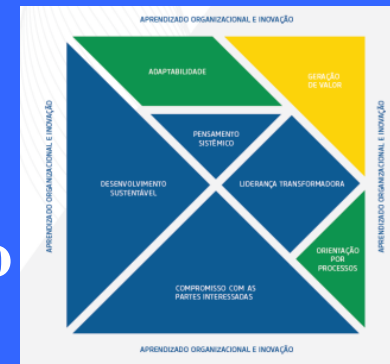 APRENDIZADO ORGANIZACIONAL E INOVAÇÃO
ADAPTABILIDADE
GERAÇÃO
DE VALOR
PENSAMENTO
SISTÊMICO
APRENDIZADO ORGANIZACIONAL E INOVAÇÃO
DESENVOLVIMENTO
SUSTENTÁVEL
LIDERANÇA TRANSFORMADORA
APRENDIZADO ORGANIZACIONAL E INOVAÇÃO
ORIENTAÇÃO
POR
PROCESSOS
COMPROMISSO COM AS
PARTES INTERESSADAS
APRENDIZADO ORGANIZACIONAL E INOVAÇÃO